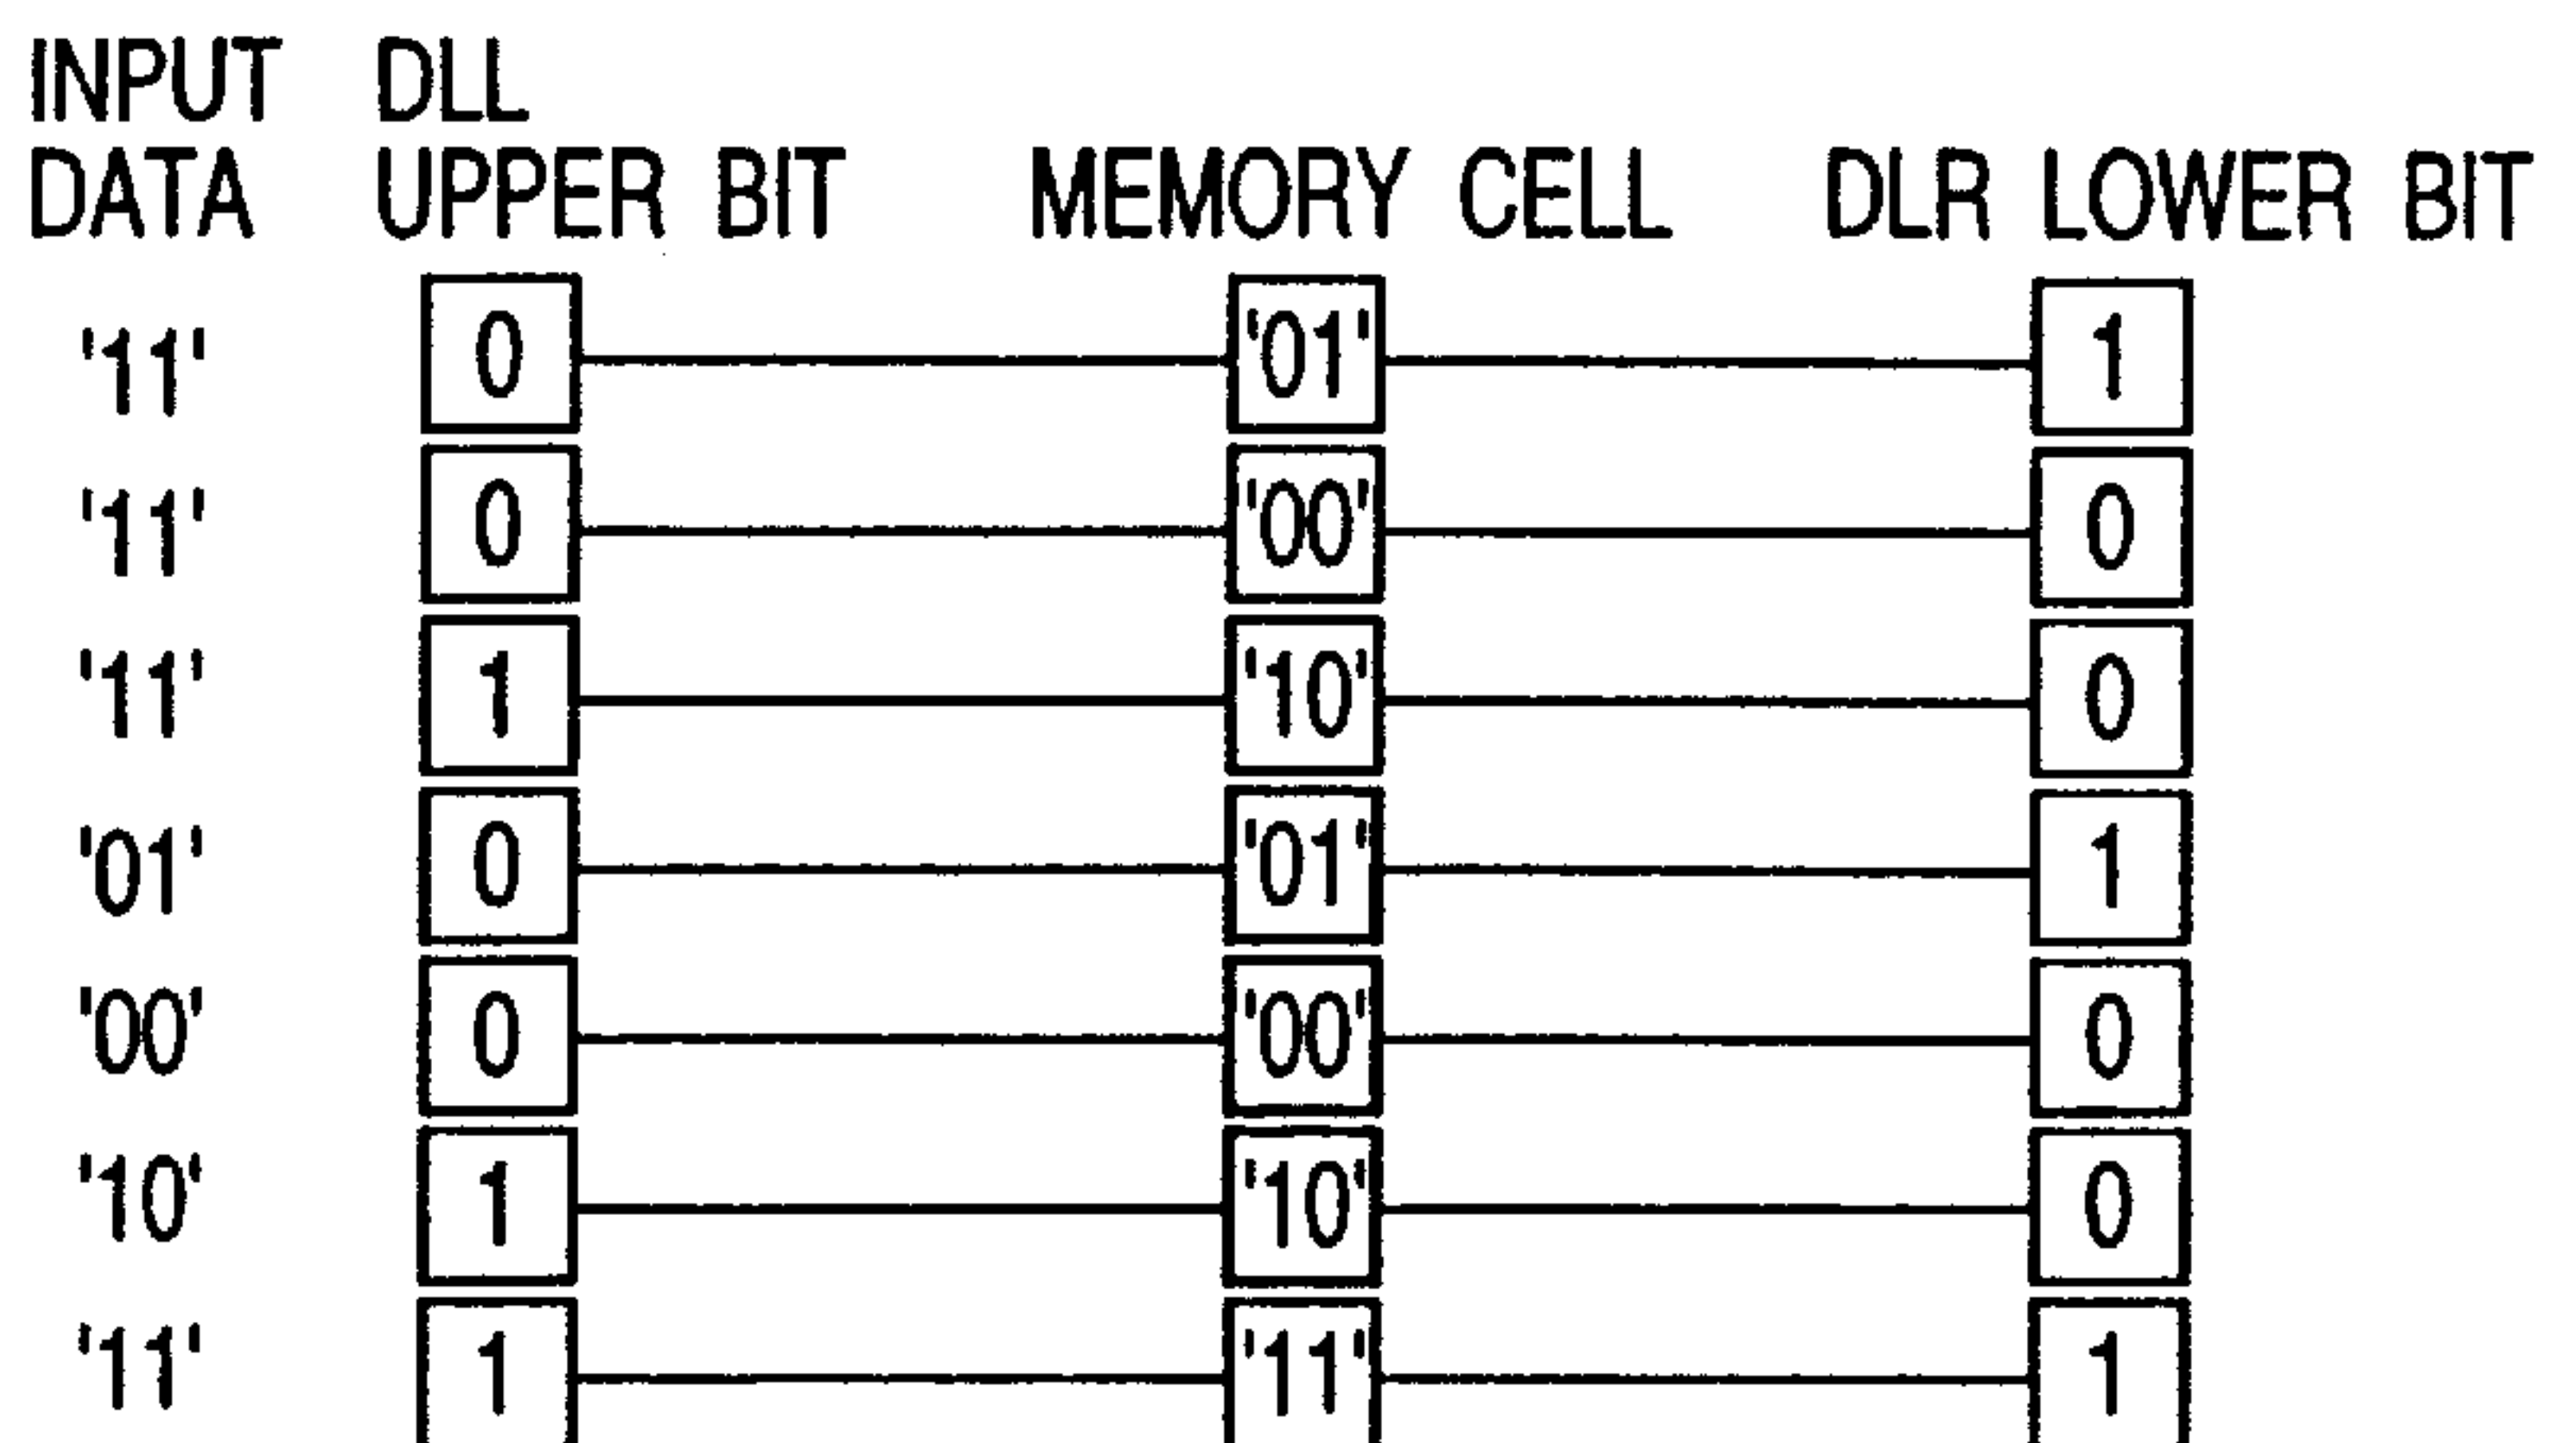 INPUT DLL
DATA UPPER BIT MEMORY CELL DLR LOWER BIT
'11' 0 '01' 1
'11' 0 '00' 0
'11' 1 '10' 0
'01' 0 '01' 1
'00' 0 '00' 0
'10' 1 '10' 0
'11' 1 '11' 1